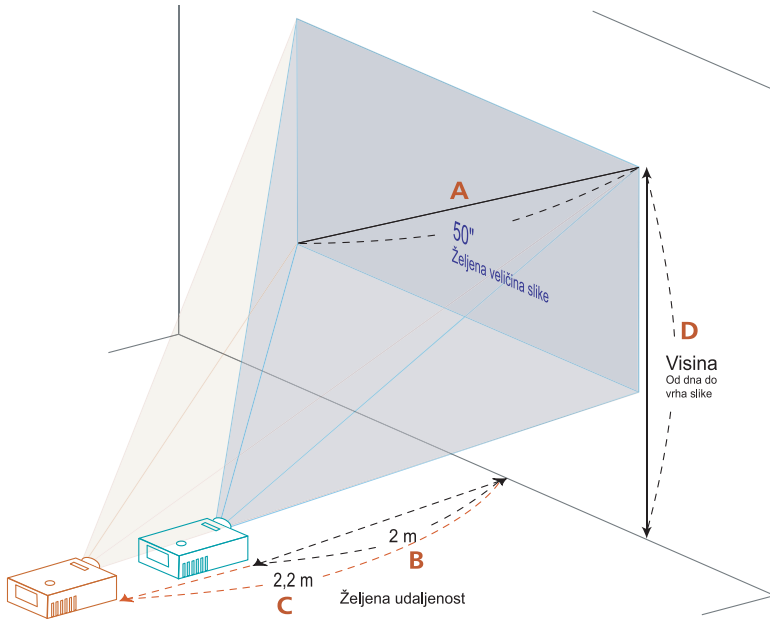 A
50"
Željena veličina slike
D
Visina
Od dna do
vrha slike
2 m
B
2,2 m
C
Željena udaljenost